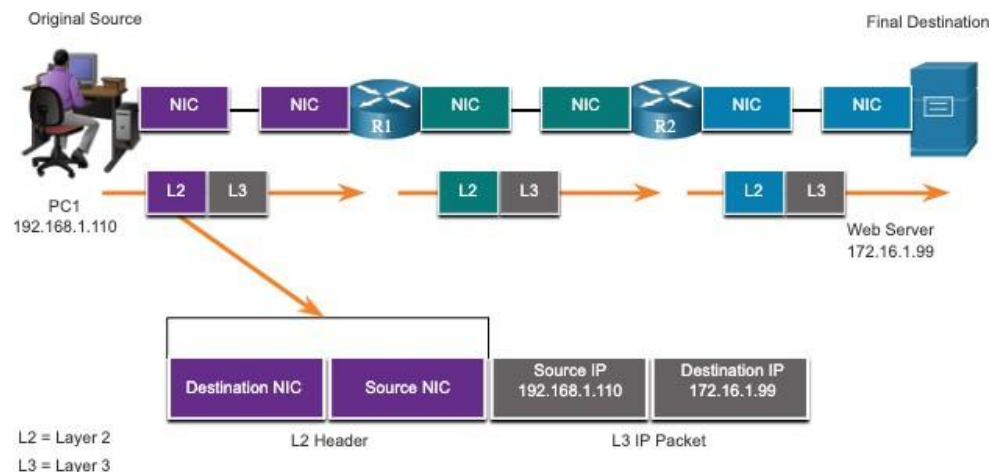 Original Source
Final Destination
NIC
NIC
R1
NIC
NIC
R2
NIC
NIC
L2
L3
L2
L3
L2
L3
PC1
192.168.1.110
Web Server
172.16.1.99
Destination NIC
Source NIC
Source IP
192.168.1.110
Destination IP
172.16.1.99
L2 = Layer 2
L2 Header
L3 IP Packet
L3 = Layer 3